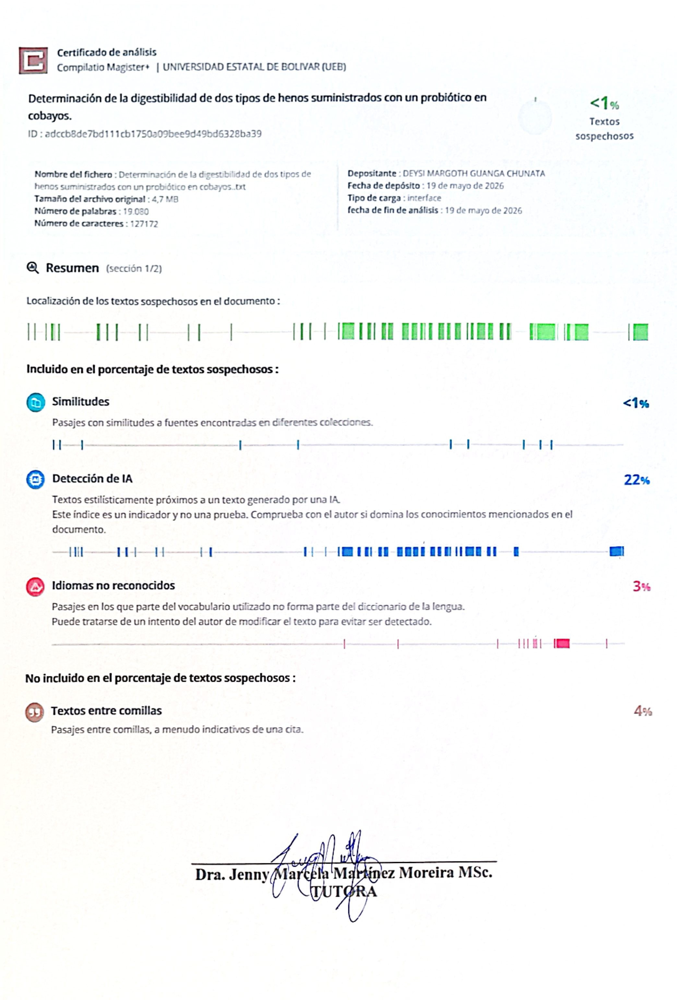 Certificado de análisis
Compilatio Magister+ | UNIVERSIDAD ESTATAL DE BOLIVAR (UEB)
Determinación de la digestibilidad de dos tipos de henos suministrados con un probiótico en
cobayos.
ID : adccb8de7bd111cb1750a09bee9d49bd6328ba39
<1%
Textos
sospechosos
Nombre del fichero : Determinación de la digestibilidad de dos tipos de
henos suministrados con un probiótico en cobayos..txt
Tamaño del archivo original : 4,7 MB
Número de palabras : 19.080
Número de caracteres : 127172
Depositante : DEYSI MARGOTH GUANGA CHUNATA
Fecha de depósito : 19 de mayo de 2026
Tipo de carga : interface
fecha de fin de análisis : 19 de mayo de 2026
Resumen (sección 1/2)
Localización de los textos sospechosos en el documento :
Incluido en el porcentaje de textos sospechosos :
Similitudes <1%
Pasajes con similitudes a fuentes encontradas en diferentes colecciones.
Detección de IA 22%
Textos estilísticamente próximos a un texto generado por una IA.
Este índice es un indicador y no una prueba. Comprueba con el autor si domina los conocimientos mencionados en el
documento.
Idiomas no reconocidos 3%
Pasajes en los que parte del vocabulario utilizado no forma parte del diccionario de la lengua.
Puede tratarse de un intento del autor de modificar el texto para evitar ser detectado.
No incluido en el porcentaje de textos sospechosos :
Textos entre comillas 4%
Pasajes entre comillas, a menudo indicativos de una cita.
Dra. Jenny Marcela Martínez Moreira MSc.
TUTORA